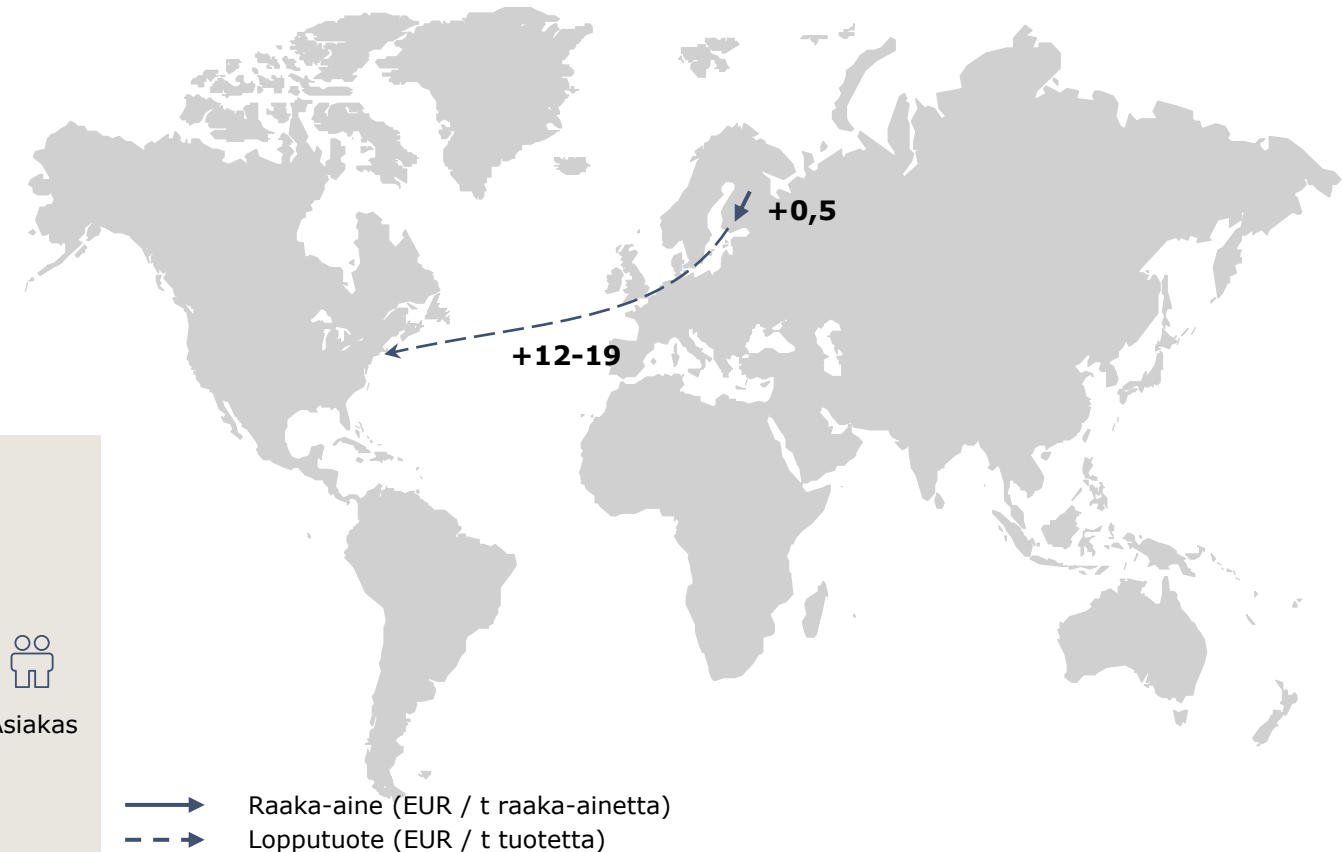 +0,5
+12-19
Asiakas
Raaka-aine (EUR / t raaka-ainetta)
Lopputuote (EUR / t tuotetta)